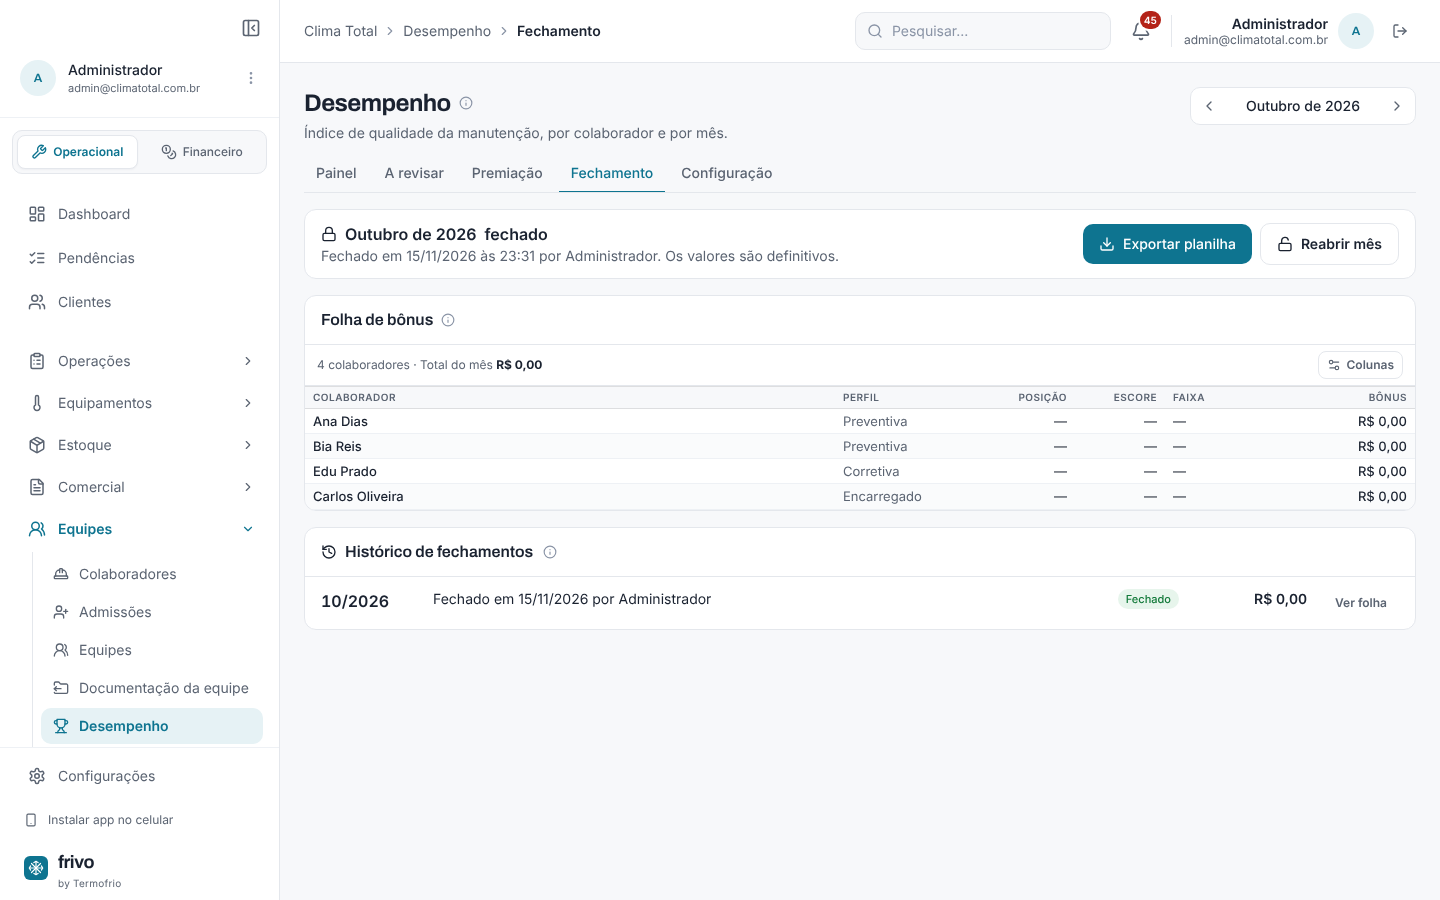 A
Administrador
admin@climatotal.com.br
Operacional
Financeiro
Dashboard
Pendências
Clientes
Operações
Equipamentos
Estoque
Comercial
Equipes
Colaboradores
Admissões
Equipes
Documentação da equipe
Desempenho
Configurações
Instalar app no celular
frivo
by Termofrio
Clima Total > Desempenho > Fechamento
Pesquisar...
45
Administrador
admin@climatotal.com.br
A
Desempenho
Índice de qualidade da manutenção, por colaborador e por mês.
Outubro de 2026
Painel A revisar Premiação Fechamento Configuração
Outubro de 2026 fechado
Fechado em 15/11/2026 às 23:31 por Administrador. Os valores são definitivos.
Exportar planilha
Reabrir mês
Folha de bônus
4 colaboradores · Total do mês R$ 0,00
Colunas
COLABORADOR PERFIL POSIÇÃO ESCORE FAIXA BÔNUS
Ana Dias Preventiva — — — R$ 0,00
Bia Reis Preventiva — — — R$ 0,00
Edu Prado Corretiva — — — R$ 0,00
Carlos Oliveira Encarregado — — — R$ 0,00
Histórico de fechamentos
10/2026 Fechado em 15/11/2026 por Administrador Fechado R$ 0,00 Ver folha